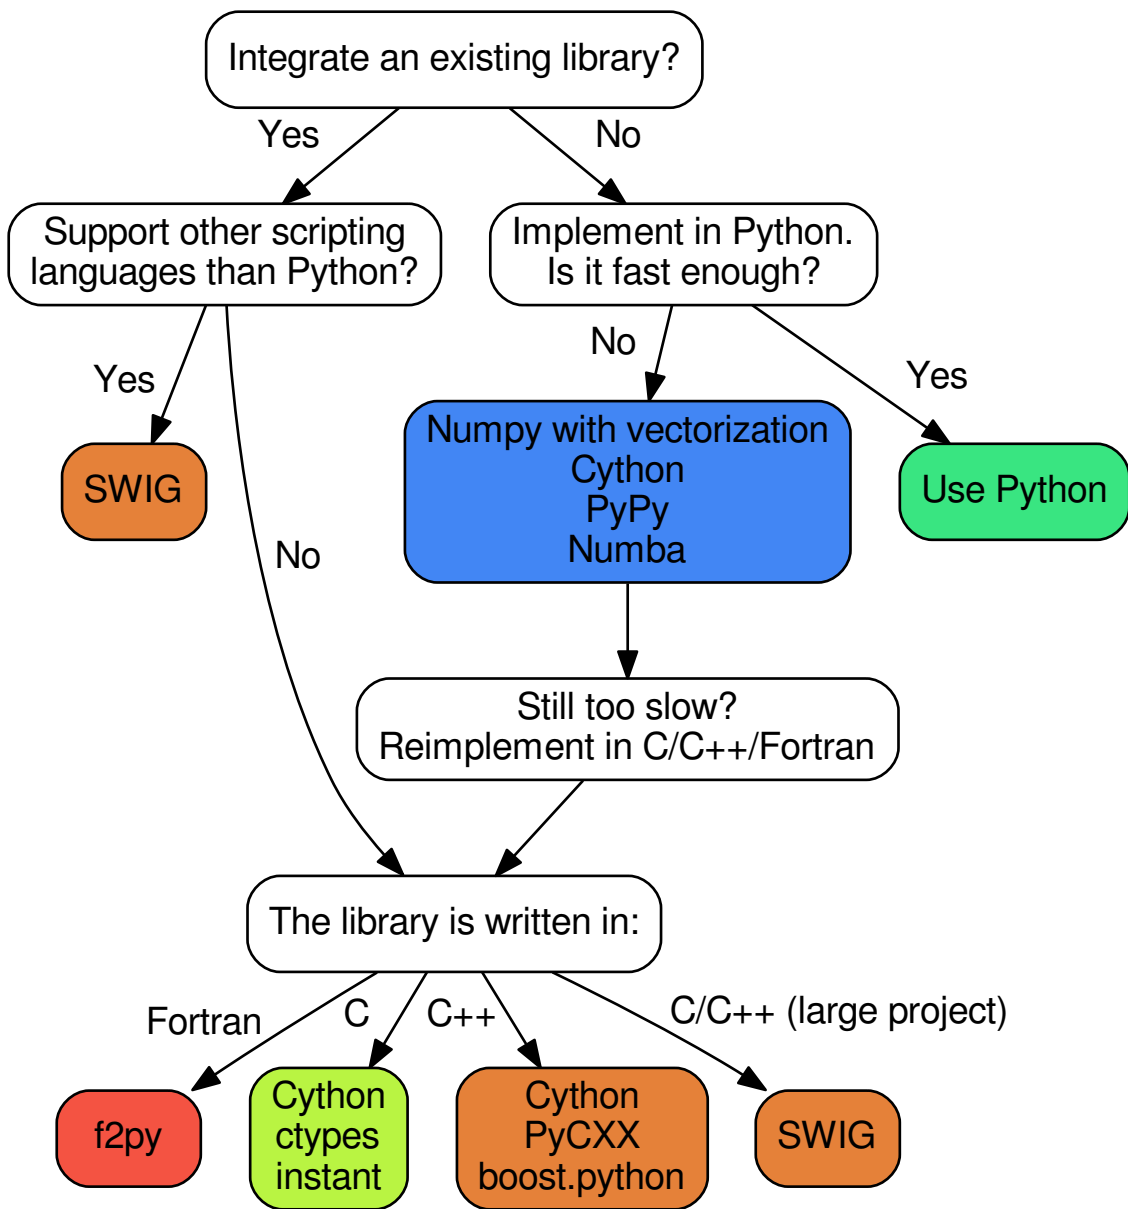 Integrate an existing library?
Yes
No
Support other scripting
languages than Python?
Implement in Python.
Is it fast enough?
No
Yes
Yes
Numpy with vectorization
Cython
PyPy
Numba
SWIG
Use Python
No
Still too slow?
Reimplement in C/C++/Fortran
The library is written in:
Fortran
C
C++
C/C++ (large project)
f2py
Cython
ctypes
instant
Cython
PyCXX
boost.python
SWIG